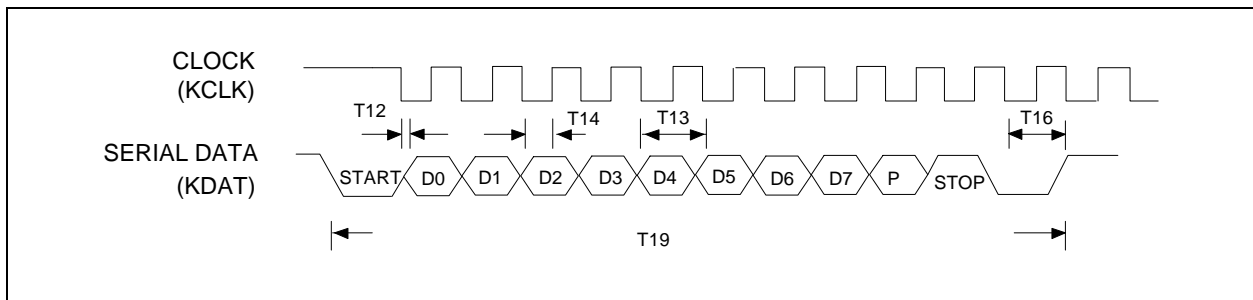 CLOCK
(KCLK)
T12 T14 T13 T16
SERIAL DATA
(KDAT)
START D0 D1 D2 D3 D4 D5 D6 D7 P STOP
T19